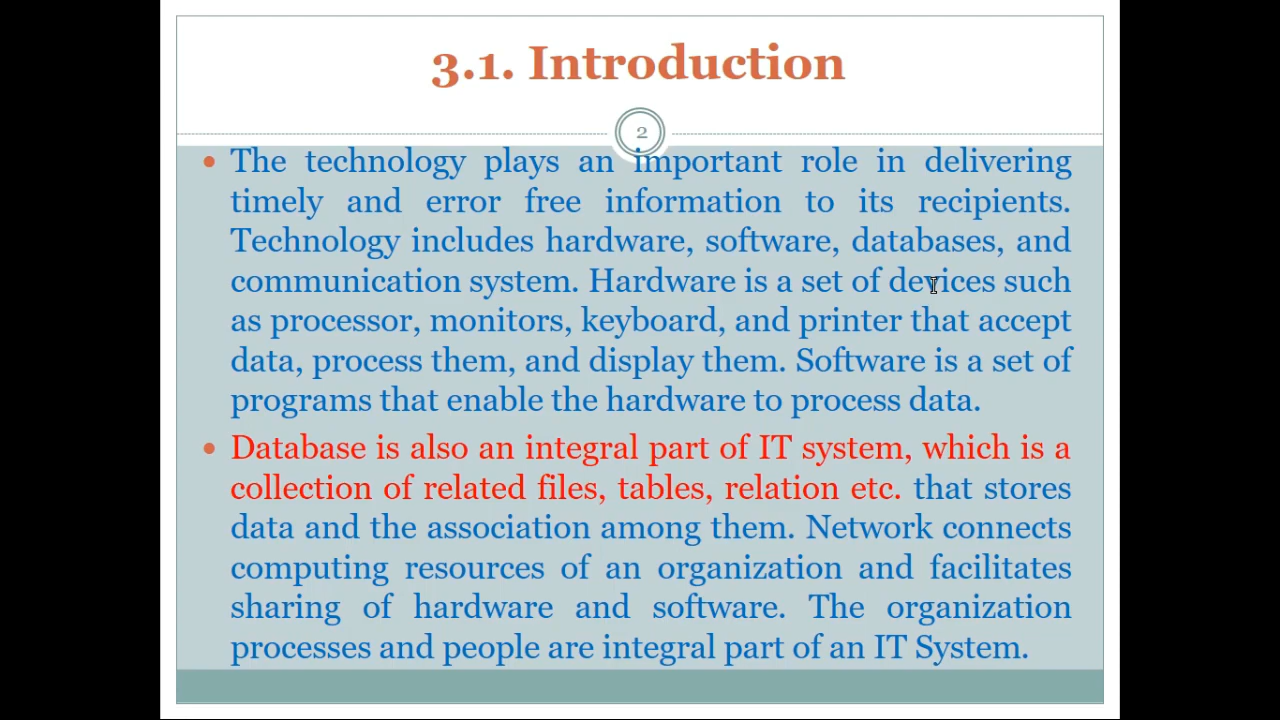 3.1. Introduction
2
• The technology plays an important role in delivering
timely and error free information to its recipients.
Technology includes hardware, software, databases, and
communication system. Hardware is a set of devices such
as processor, monitors, keyboard, and printer that accept
data, process them, and display them. Software is a set of
programs that enable the hardware to process data.
• Database is also an integral part of IT system, which is a
collection of related files, tables, relation etc. that stores
data and the association among them. Network connects
computing resources of an organization and facilitates
sharing of hardware and software. The organization
processes and people are integral part of an IT System.